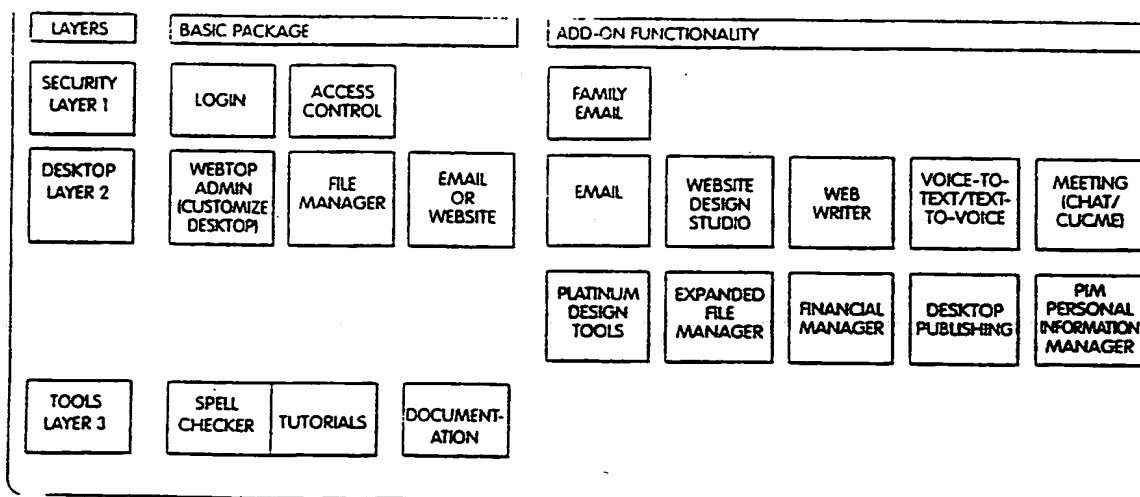 LAYERS
BASIC PACKAGE
ADD-ON FUNCTIONALITY
SECURITY
LAYER 1
LOGIN
ACCESS
CONTROL
FAMILY
EMAIL
DESKTOP
LAYER 2
WEBTOP
ADMIN
(CUSTOMIZE
DESKTOP)
FILE
MANAGER
EMAIL
OR
WEBSITE
EMAIL
WEBSITE
DESIGN
STUDIO
WEB
WRITER
VOICE-TO-
TEXT/TEXT-
TO-VOICE
MEETING
(CHAT/
CUCME)
PLATINUM
DESIGN
TOOLS
EXPANDED
FILE
MANAGER
FINANCIAL
MANAGER
DESKTOP
PUBLISHING
PIM
PERSONAL
INFORMATION
MANAGER
TOOLS
LAYER 3
SPELL
CHECKER
TUTORIALS
DOCUMENT-
ATION